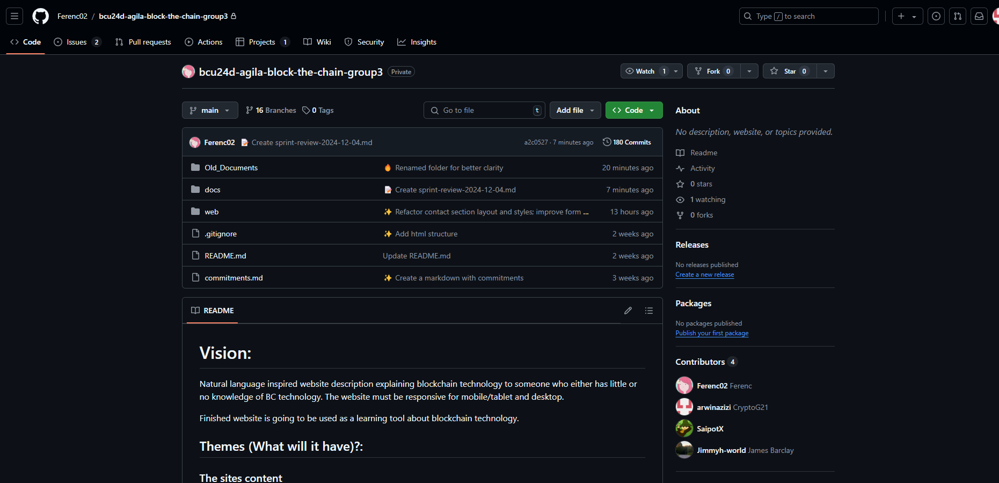 Ferenc02 / bcu24d-agila-block-the-chain-group3
Type / to search
Code Issues 2 Pull requests Actions Projects 1 Wiki Security Insights
bcu24d-agila-block-the-chain-group3 Private
Watch 1 Fork 0 Star 0
main 16 Branches 0 Tags
Go to file t
Add file
Code
Ferenc02 Create sprint-review-2024-12-04.md a2c0527 · 7 minutes ago 180 Commits
Old_Documents Renamed folder for better clarity 20 minutes ago
docs Create sprint-review-2024-12-04.md 7 minutes ago
web Refactor contact section layout and styles; improve form ... 13 hours ago
.gitignore Add html structure 2 weeks ago
README.md Update README.md 2 weeks ago
commitments.md Create a markdown with commitments 3 weeks ago
README
Vision:
Natural language inspired website description explaining blockchain technology to someone who either has little or
no knowledge of BC technology. The website must be responsive for mobile/tablet and desktop.
Finished website is going to be used as a learning tool about blockchain technology.
Themes (What will it have)?:
The sites content
About
No description, website, or topics provided.
Readme
Activity
0 stars
1 watching
0 forks
Releases
No releases published
Create a new release
Packages
No packages published
Publish your first package
Contributors 4
Ferenc02 Ferenc
arwinazizi CryptoG21
SaipotX
Jimmyh-world James Barclay